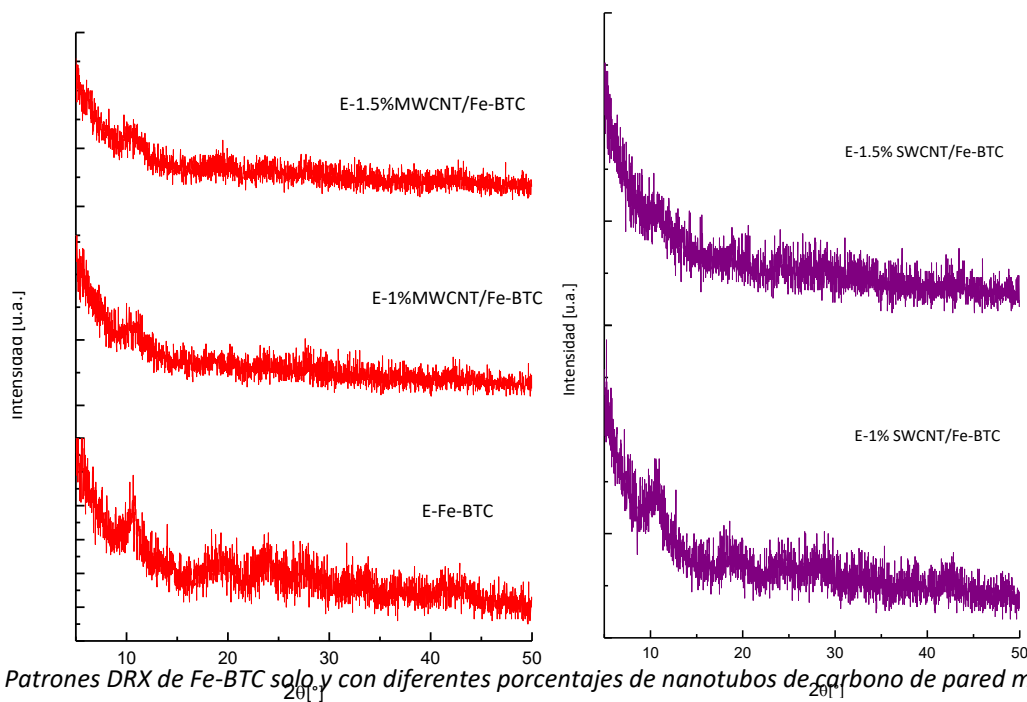 E-1.5%MWCNT/Fe-BTC
E-1%MWCNT/Fe-BTC
E-Fe-BTC
Intensidad [u.a.]
10 20 30 40 50
2θ[°]
E-1.5% SWCNT/Fe-BTC
E-1% SWCNT/Fe-BTC
Intensidad [u.a.]
10 20 30 40 50
2θ[°]
Patrones DRX de Fe-BTC solo y con diferentes porcentajes de nanotubos de carbono de pared m